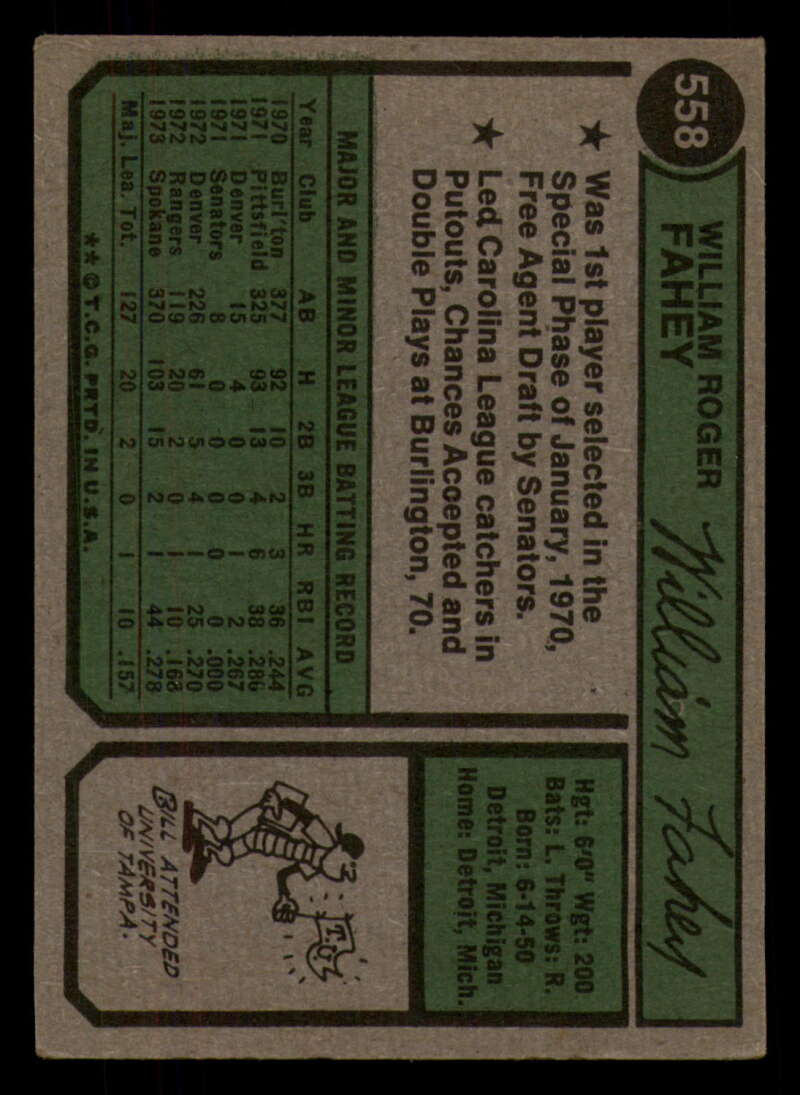 558
WILLIAM ROGER
FAHEY
William Fahey
★ Was 1st player selected in the
Special Phase of January, 1970,
Free Agent Draft by Senators.
★ Led Carolina League catchers in
Putouts, Chances Accepted and
Double Plays at Burlington, 70.
MAJOR AND MINOR LEAGUE BATTING RECORD
Year Club AB H 2B 3B HR RBI AVG
1970 Burl'ton 377 92 10 2 3 36 .244
1971 Pittsfield 325 93 13 4 6 38 .286
1971 Denver 15 4 0 0 1 2 .267
1971 Senators 8 0 0 0 0 0 .000
1972 Denver 226 61 5 4 1 25 .270
1972 Rangers 119 20 2 0 1 10 .168
1973 Spokane 370 103 15 2 1 44 .278
Maj. Lea. Tot. 127 20 2 0 1 10 .157
**©T.C.G. PRTD. IN U.S.A.
Hgt: 6'0" Wgt: 200
Bats: L. Throws: R.
Born: 6-14-50
Detroit, Michigan
Home: Detroit, Mich.
T.U.
BILL ATTENDED
UNIVERSITY
OF TAMPA.